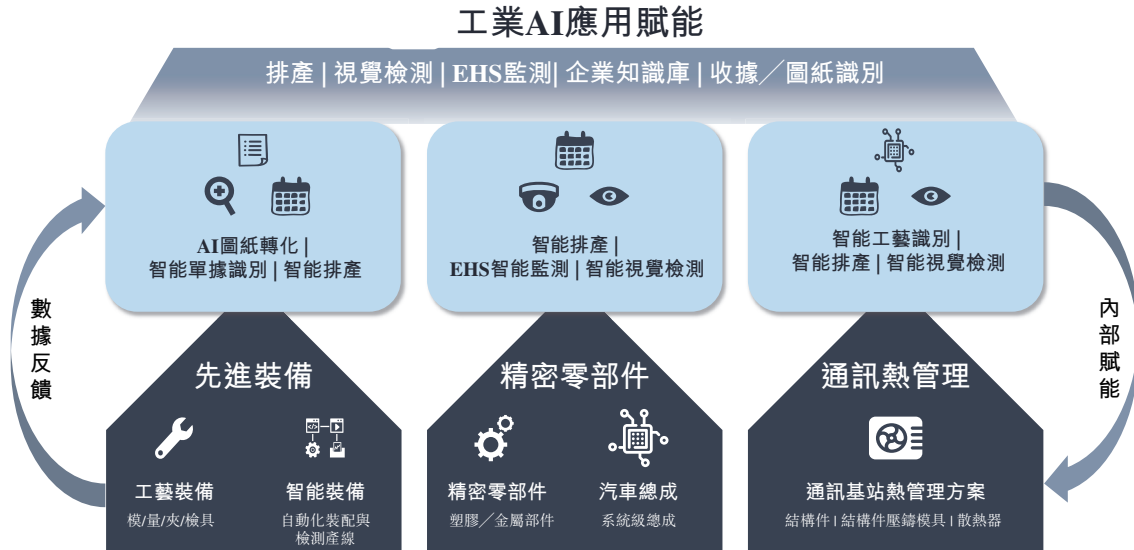 工業AI應用賦能
排產 | 視覺檢測 | EHS監測| 企業知識庫 | 收據╱圖紙識別
AI圖紙轉化 |
智能單據識別 | 智能排產
智能排產 |
EHS智能監測 | 智能視覺檢測
智能工藝識別 |
智能排產 | 智能視覺檢測
數據反饋
內部賦能
先進裝備
工藝裝備
模/量/夾/檢具
智能裝備
自動化裝配與
檢測產線
精密零部件
精密零部件
塑膠╱金屬部件
汽車總成
系統級總成
通訊熱管理
通訊基站熱管理方案
結構件 | 結構件壓鑄模具 | 散熱器